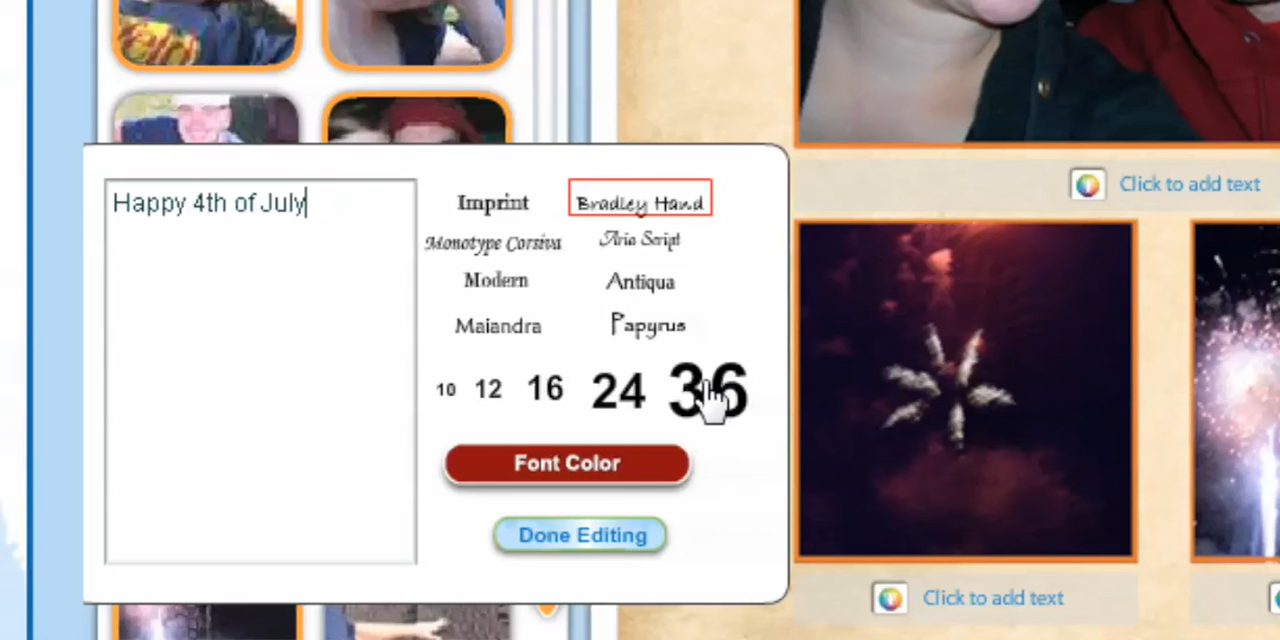 Happy 4th of July
Imprint Bradley Hand
Monotype Corsiva Aria Script
Modern Antiqua
Maiandra Papyrus
10 12 16 24 36
Font Color
Done Editing
Click to add text
Click to add text